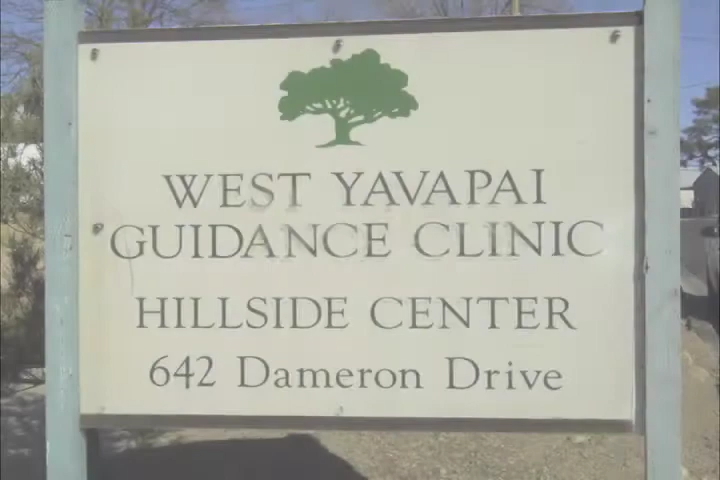 WEST YAVAPAI
GUIDANCE CLINIC
HILLSIDE CENTER
642 Dameron Drive